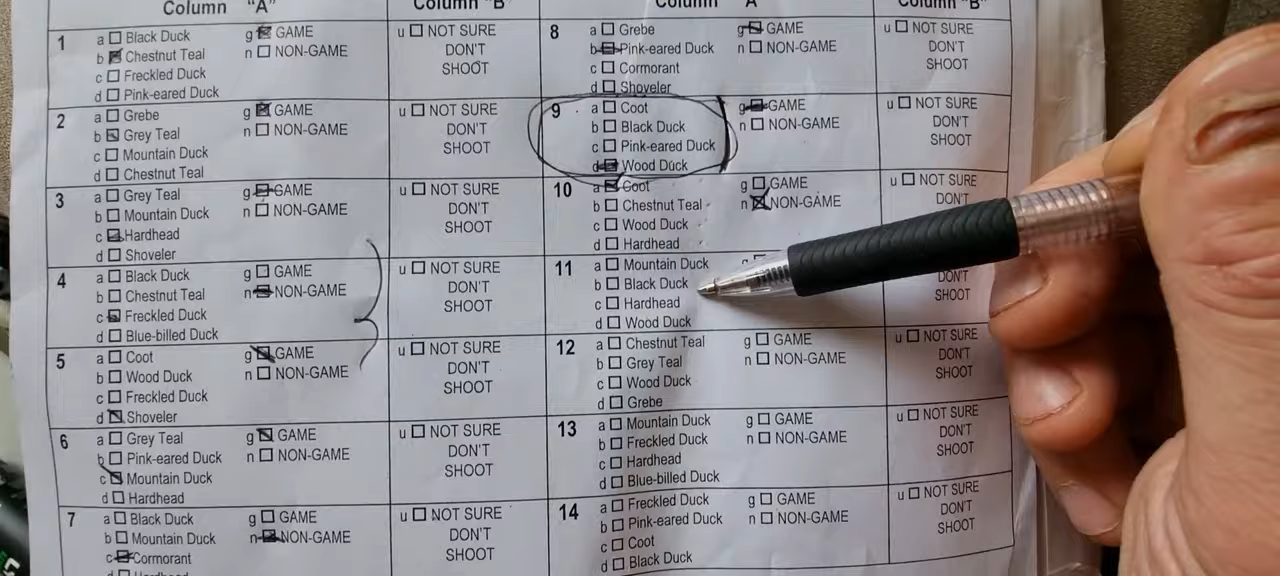 Column "A"
Column "B"
1
a Black Duck
b Chestnut Teal
c Freckled Duck
d Pink-eared Duck
g GAME
n NON-GAME
u NOT SURE
DON'T
SHOOT
2
a Grebe
b Grey Teal
c Mountain Duck
d Chestnut Teal
g GAME
n NON-GAME
u NOT SURE
DON'T
SHOOT
3
a Grey Teal
b Mountain Duck
c Hardhead
d Shoveler
g GAME
n NON-GAME
u NOT SURE
DON'T
SHOOT
4
a Black Duck
b Chestnut Teal
c Freckled Duck
d Blue-billed Duck
g GAME
n NON-GAME
u NOT SURE
DON'T
SHOOT
5
a Coot
b Wood Duck
c Freckled Duck
d Shoveler
g GAME
n NON-GAME
u NOT SURE
DON'T
SHOOT
6
a Grey Teal
b Pink-eared Duck
c Mountain Duck
d Hardhead
g GAME
n NON-GAME
u NOT SURE
DON'T
SHOOT
7
a Black Duck
b Mountain Duck
c Cormorant
d Hardhead
g GAME
n NON-GAME
u NOT SURE
DON'T
SHOOT
Column "A"
Column "B"
8
a Grebe
b Pink-eared Duck
c Cormorant
d Shoveler
g GAME
n NON-GAME
u NOT SURE
DON'T
SHOOT
9
a Coot
b Black Duck
c Pink-eared Duck
d Wood Duck
g GAME
n NON-GAME
u NOT SURE
DON'T
SHOOT
10
a Coot
b Chestnut Teal
c Wood Duck
d Hardhead
g GAME
n NON-GAME
u NOT SURE
DON'T
11
a Mountain Duck
b Black Duck
c Hardhead
d Wood Duck
g
DON'T
SHOOT
12
a Chestnut Teal
b Grey Teal
c Wood Duck
d Grebe
g GAME
n NON-GAME
u NOT SURE
DON'T
SHOOT
13
a Mountain Duck
b Freckled Duck
c Hardhead
d Blue-billed Duck
g GAME
n NON-GAME
u NOT SURE
DON'T
SHOOT
14
a Freckled Duck
b Pink-eared Duck
c Coot
d Black Duck
g GAME
n NON-GAME
u NOT SURE
DON'T
SHOOT